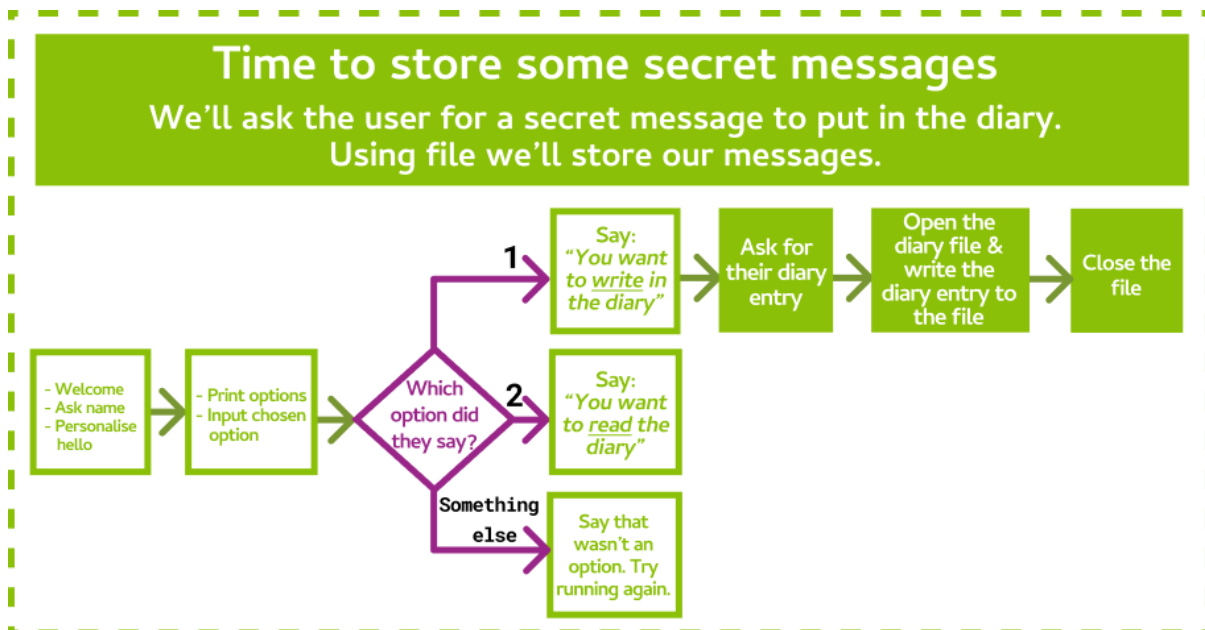 Time to store some secret messages
We'll ask the user for a secret message to put in the diary.
Using file we'll store our messages.
- Welcome
- Ask name
- Personalise
hello
- Print options
- Input chosen
option
Which
option did
they say?
1
Say:
"You want
to write in
the diary"
Ask for
their diary
entry
Open the
diary file &
write the
diary entry to
the file
Close the
file
2
Say:
"You want
to read the
diary"
Something
else
Say that
wasn't an
option. Try
running again.